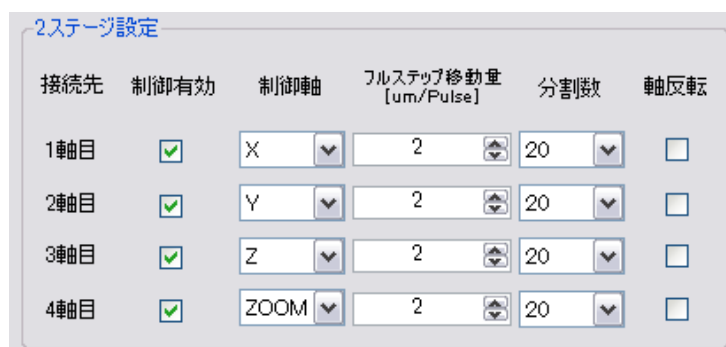 2ステージ設定
接続先 制御有効 制御軸 フルステップ移動量 [um/Pulse] 分割数 軸反転
1軸目 X 2 20
2軸目 Y 2 20
3軸目 Z 2 20
4軸目 ZOOM 2 20